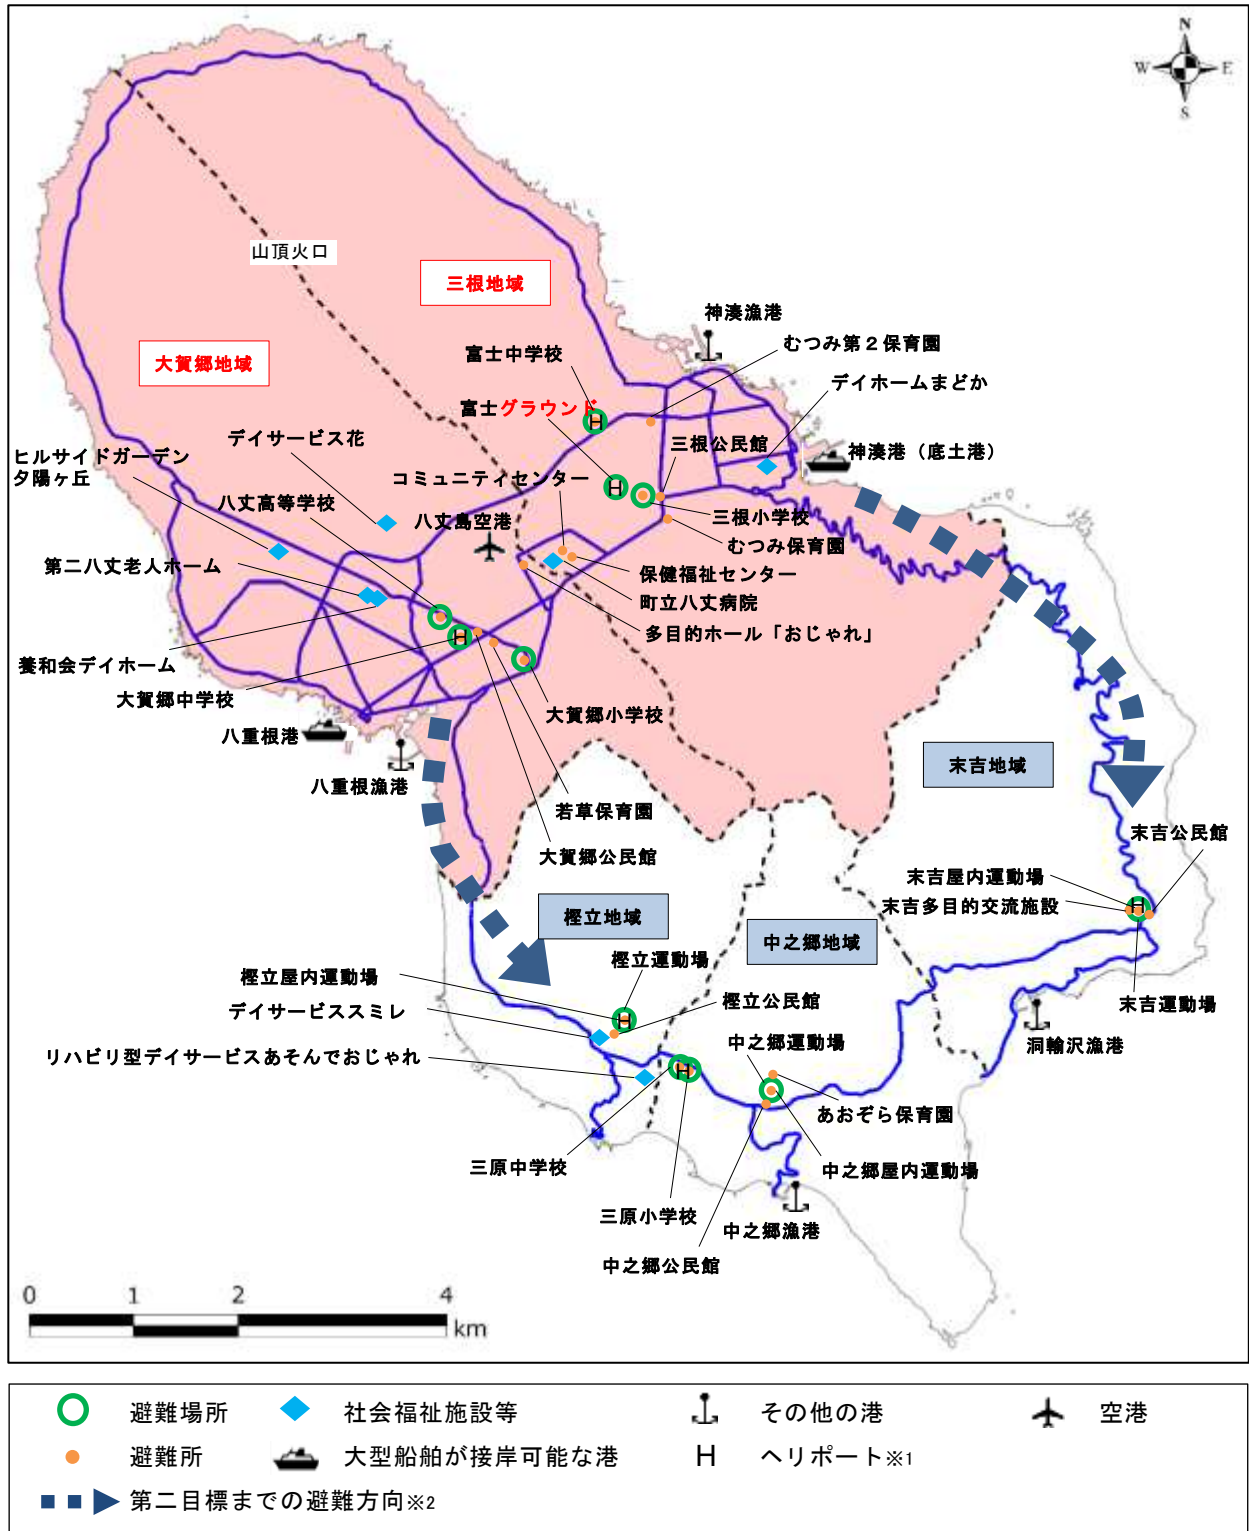 N
W
E
S
山頂火口
三根地域
大賀郷地域
神湊漁港
むつみ第2保育園
富士中学校
デイホームまどか
富士グラウンド
デイサービス花
三根公民館
神湊港（底土港）
ヒルサイドガーデン
夕陽ヶ丘
コミュニティセンター
八丈高等学校
八丈島空港
三根小学校
むつみ保育園
第二八丈老人ホーム
保健福祉センター
町立八丈病院
多目的ホール「おじゃれ」
養和会デイホーム
大賀郷中学校
大賀郷小学校
八重根港
末吉地域
八重根漁港
若草保育園
末吉公民館
大賀郷公民館
末吉屋内運動場
末吉多目的交流施設
樫立地域
中之郷地域
樫立運動場
樫立屋内運動場
樫立公民館
末吉運動場
デイサービススミレ
中之郷運動場
洞輪沢漁港
リハビリ型デイサービスあそんでおじゃれ
あおぞら保育園
三原中学校
中之郷屋内運動場
三原小学校
中之郷漁港
中之郷公民館
0 1 2 4
km
避難場所 社会福祉施設等 その他の港 空港
避難所 大型船舶が接岸可能な港 H ヘリポート※1
第二目標までの避難方向※2